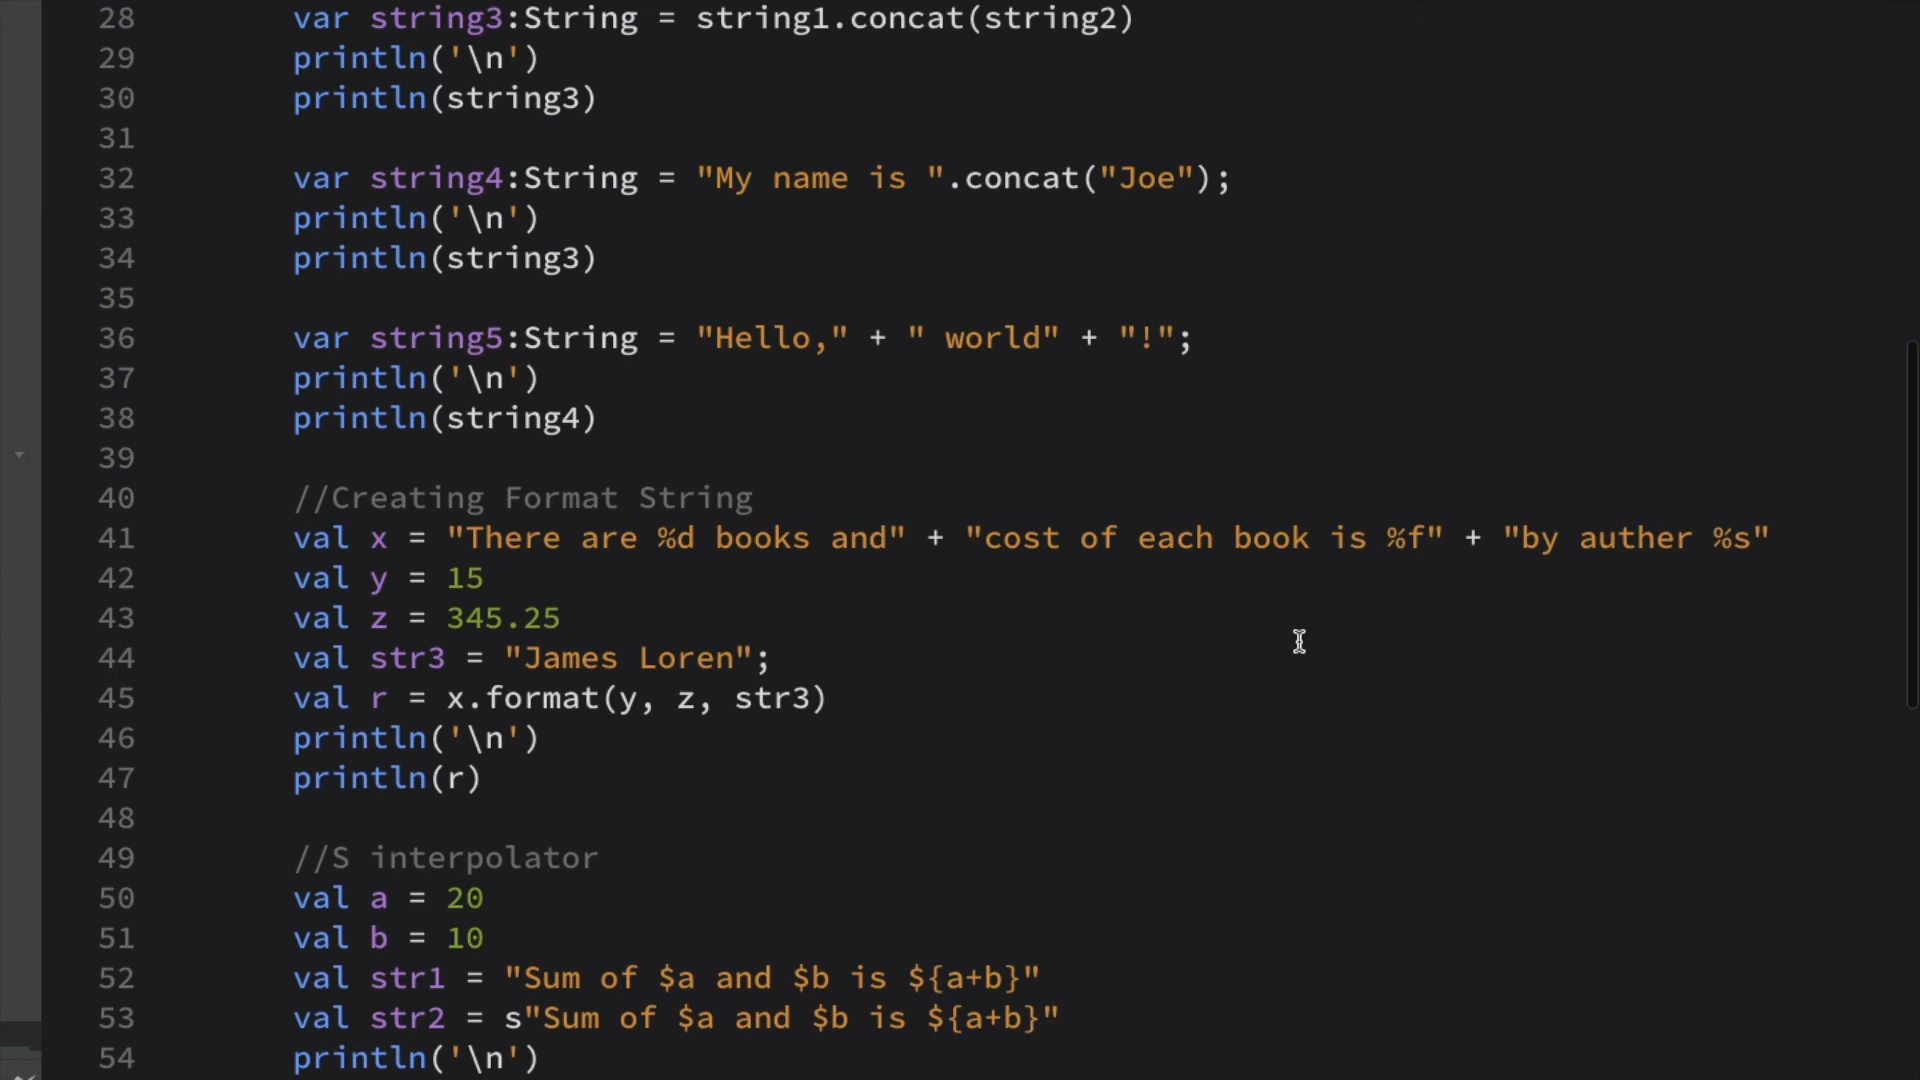 28 var string3:String = string1.concat(string2)
29 println('\n')
30 println(string3)
31
32 var string4:String = "My name is ".concat("Joe");
33 println('\n')
34 println(string3)
35
36 var string5:String = "Hello," + " world" + "!";
37 println('\n')
38 println(string4)
39
40 //Creating Format String
41 val x = "There are %d books and" + "cost of each book is %f" + "by auther %s"
42 val y = 15
43 val z = 345.25
44 val str3 = "James Loren";
45 val r = x.format(y, z, str3)
46 println('\n')
47 println(r)
48
49 //S interpolator
50 val a = 20
51 val b = 10
52 val str1 = "Sum of $a and $b is ${a+b}"
53 val str2 = s"Sum of $a and $b is ${a+b}"
54 println('\n')